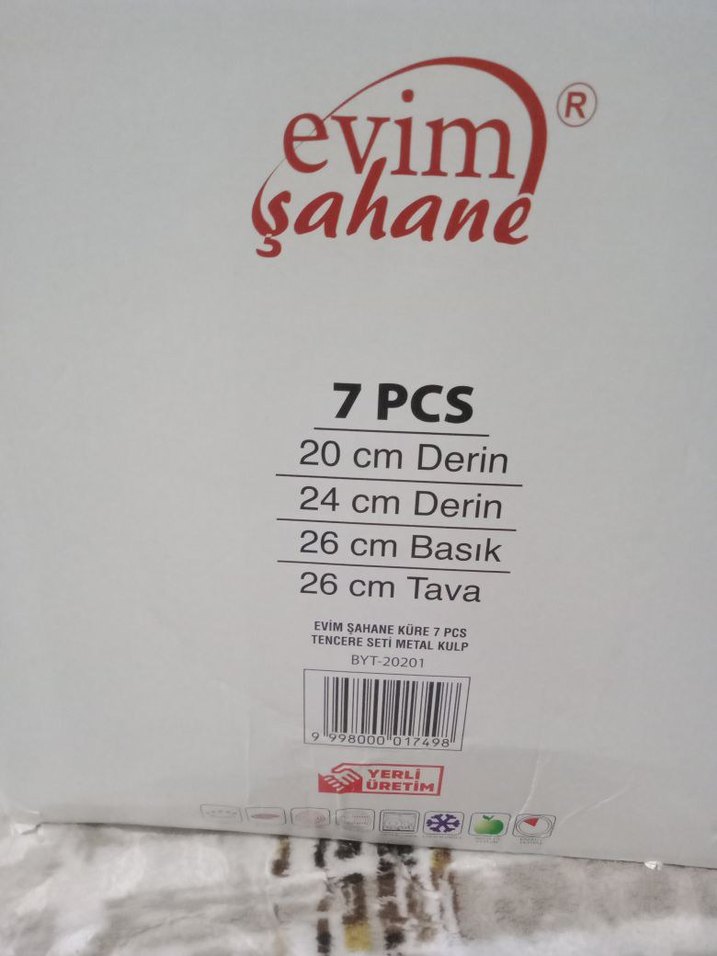 evim
şahane
®
7 PCS
20 cm Derin
24 cm Derin
26 cm Basık
26 cm Tava
EVİM ŞAHANE KÜRE 7 PCS
TENCERE SETİ METAL KULP
BYT-20201
9 998000 017498
YERLİ
ÜRETİM